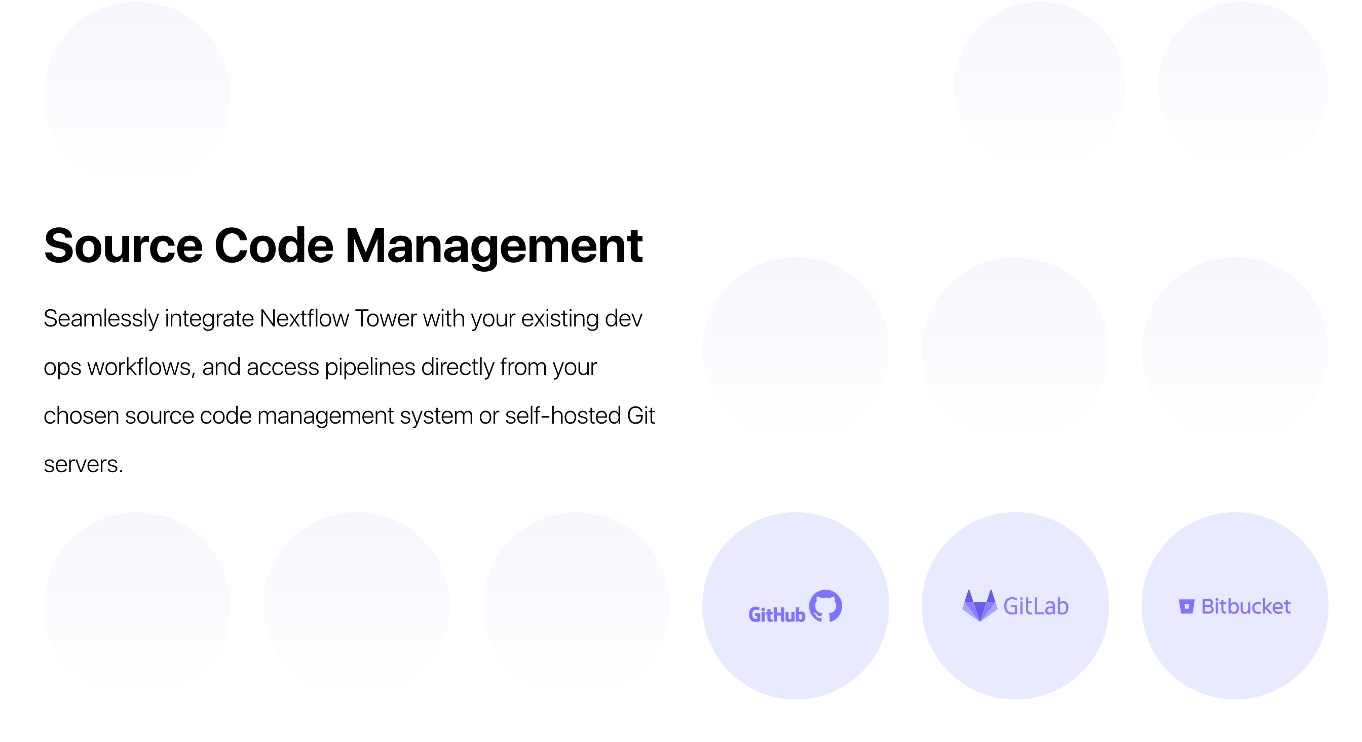 Source Code Management
Seamlessly integrate Nextflow Tower with your existing dev
ops workflows, and access pipelines directly from your
chosen source code management system or self-hosted Git
servers.
GitHub
GitLab
Bitbucket